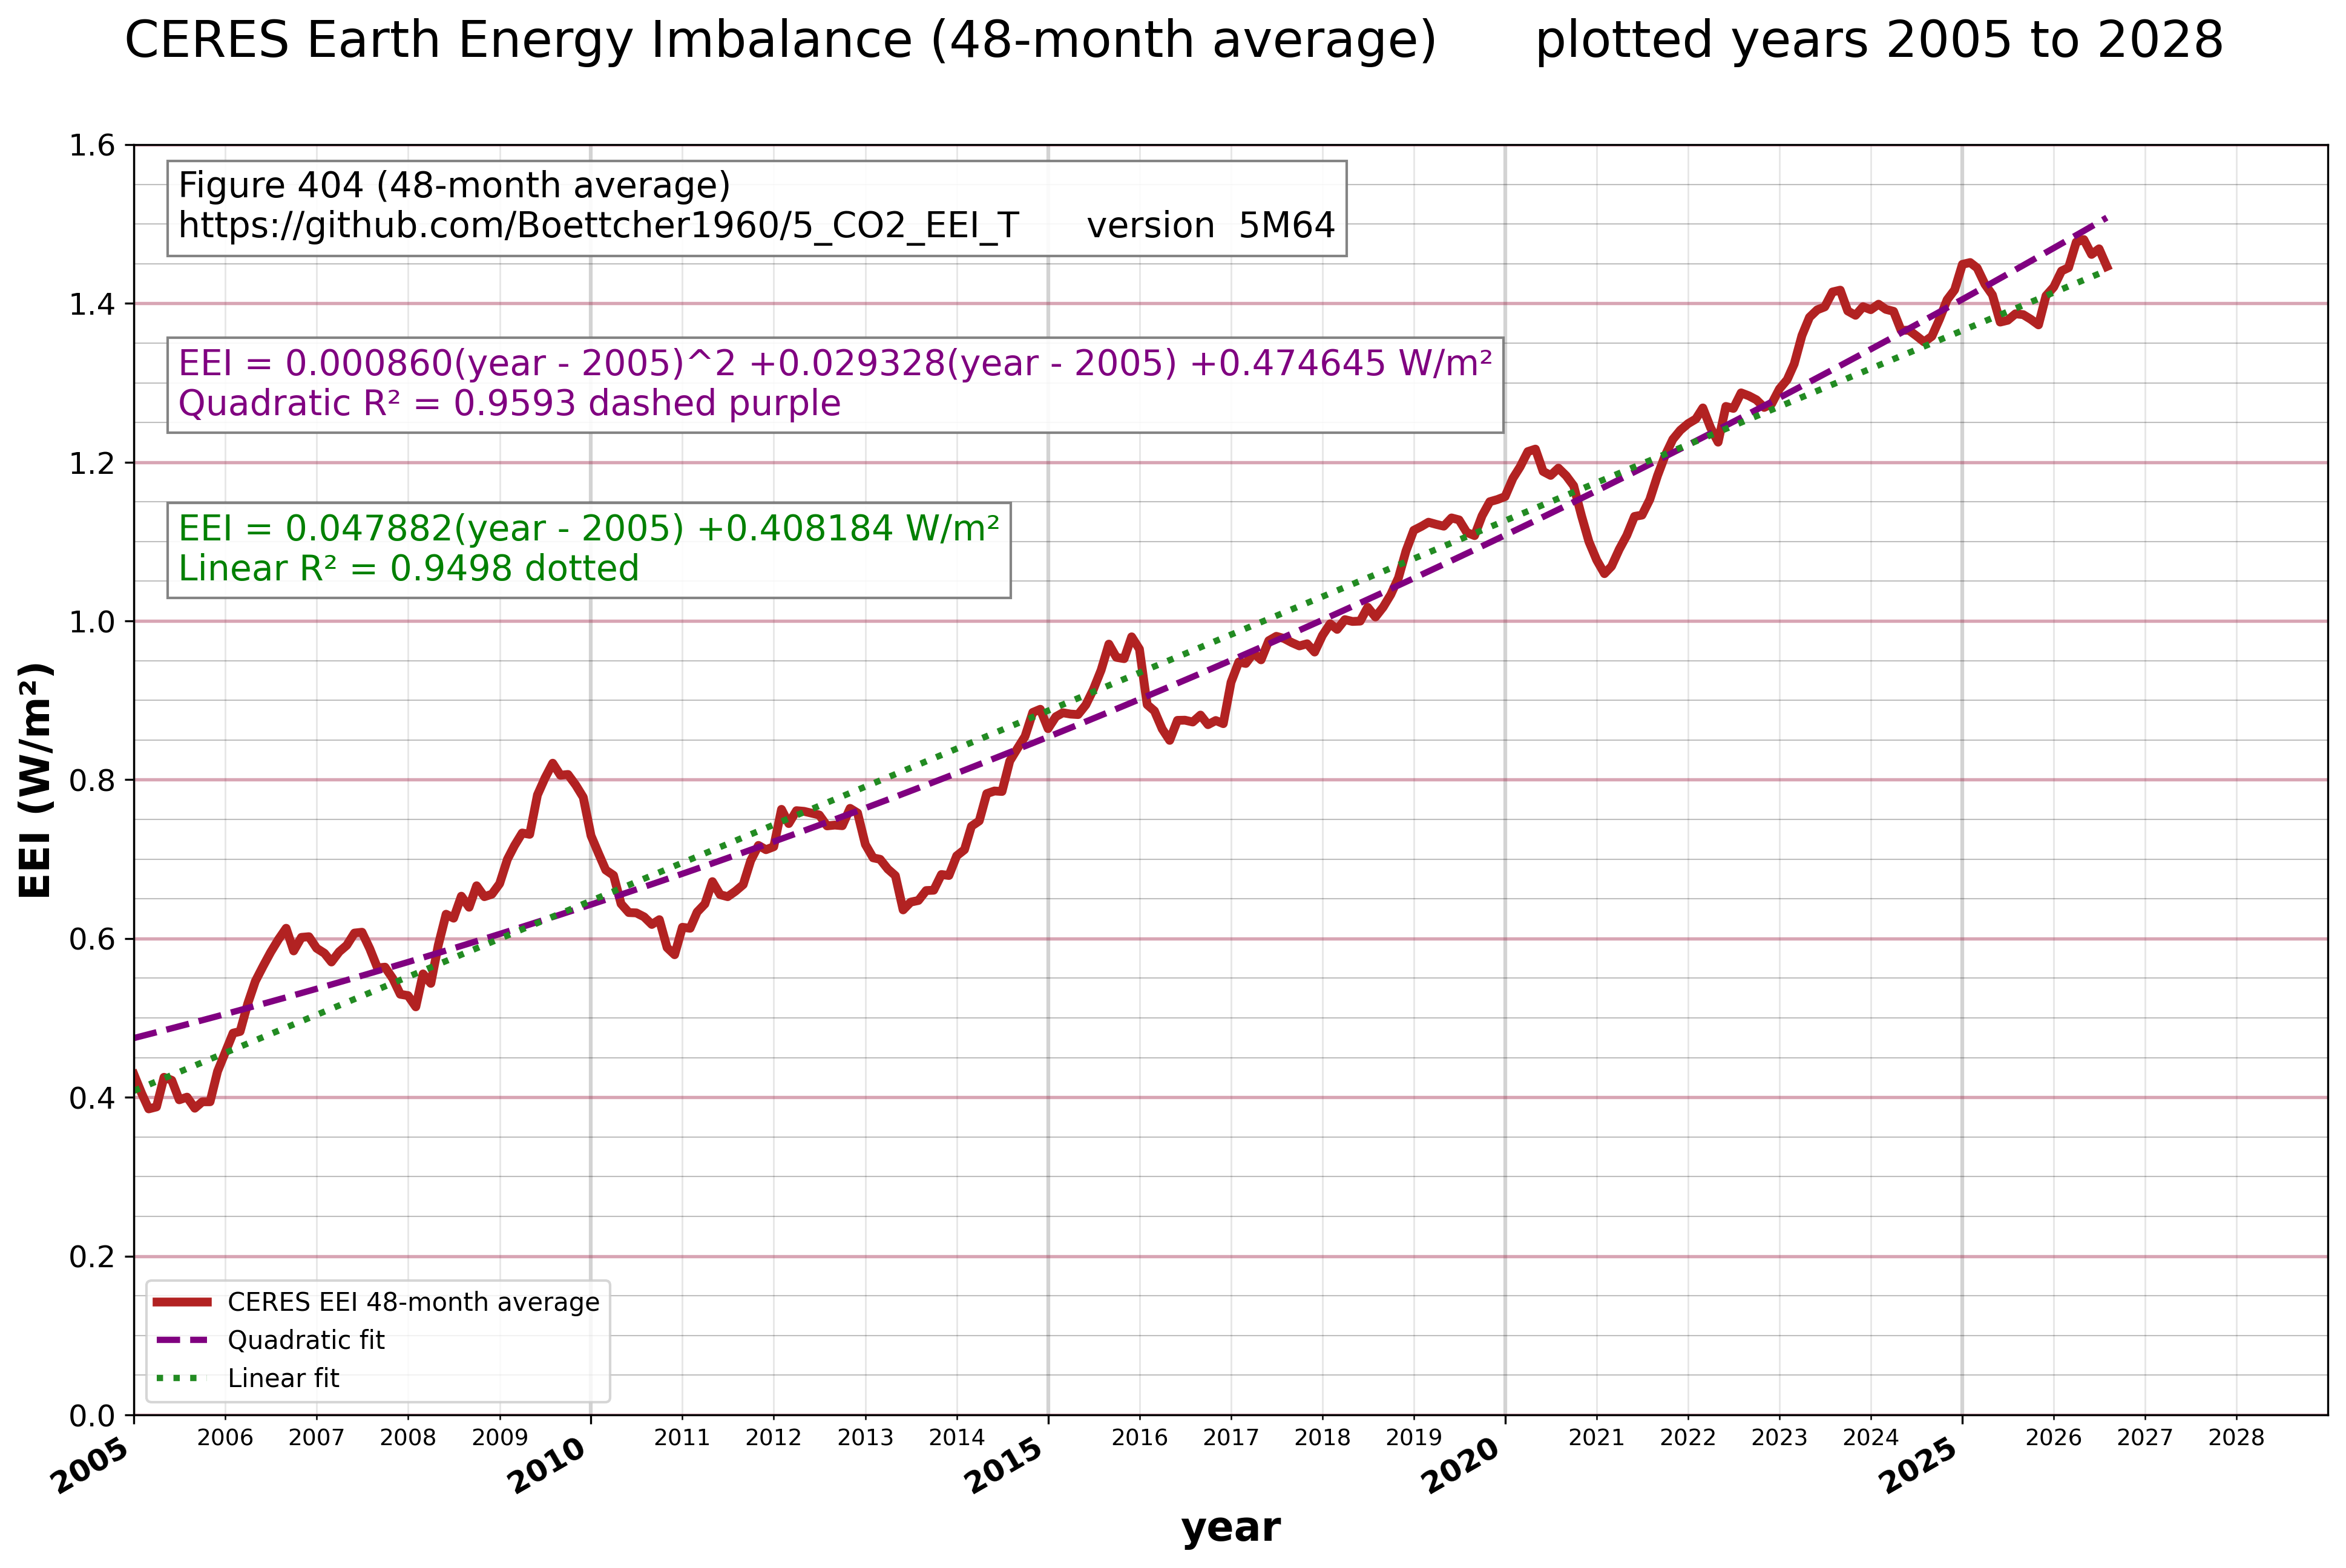 CERES Earth Energy Imbalance (48-month average)      plotted years 2005 to 2028
Figure 404 (48-month average)
https://github.com/Boettcher1960/5_CO2_EEI_T      version  5M64
EEI = 0.000860(year - 2005)^2 +0.029328(year - 2005) +0.474645 W/m²
Quadratic R² = 0.9593 dashed purple
EEI = 0.047882(year - 2005) +0.408184 W/m²
Linear R² = 0.9498 dotted
EEI (W/m²)
1.6
1.4
1.2
1.0
0.8
0.6
0.4
0.2
0.0
CERES EEI 48-month average
Quadratic fit
Linear fit
2005 2006 2007 2008 2009 2010 2011 2012 2013 2014 2015 2016 2017 2018 2019 2020 2021 2022 2023 2024 2025 2026 2027 2028
year